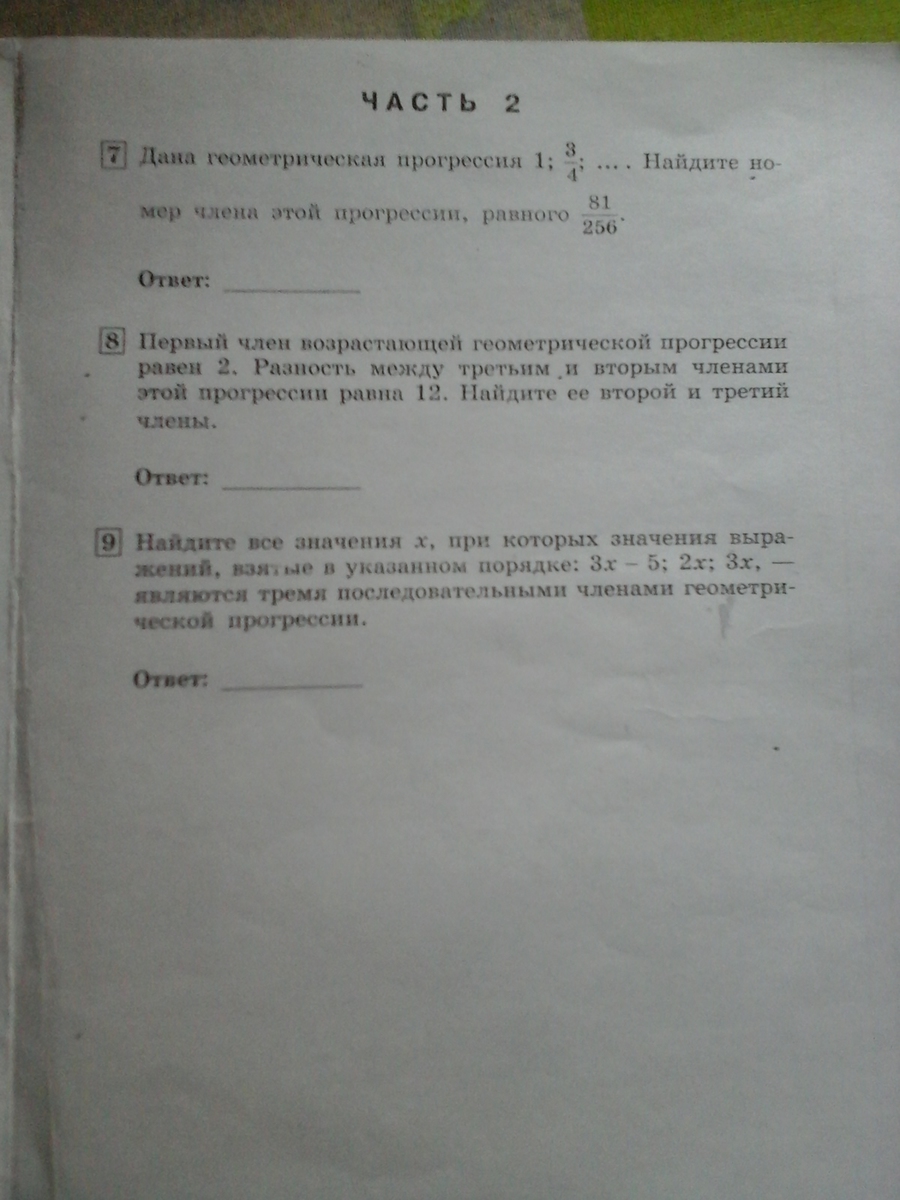 ЧАСТЬ 2
7 Дана геометрическая прогрессия 1; 3/4; ... . Найдите но-
мер члена этой прогрессии, равного 81/256.
Ответ:
8 Первый член возрастающей геометрической прогрессии
равен 2. Разность между третьим и вторым членами
этой прогрессии равна 12. Найдите ее второй и третий
члены.
Ответ:
9 Найдите все значения x, при которых значения выра-
жений, взятые в указанном порядке: 3x – 5; 2x; 3x, —
являются тремя последовательными членами геометри-
ческой прогрессии.
Ответ: